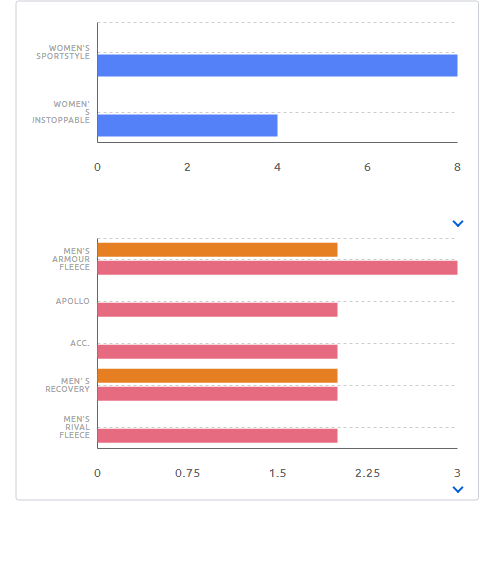 WOMEN'S
SPORTSTYLE
WOMEN'
S
UNSTOPPABLE
0 2 4 6 8
MEN'S
ARMOUR
FLEECE
APOLLO
ACC.
MEN' S
RECOVERY
MEN'S
RIVAL
FLEECE
0 0.75 1.5 2.25 3